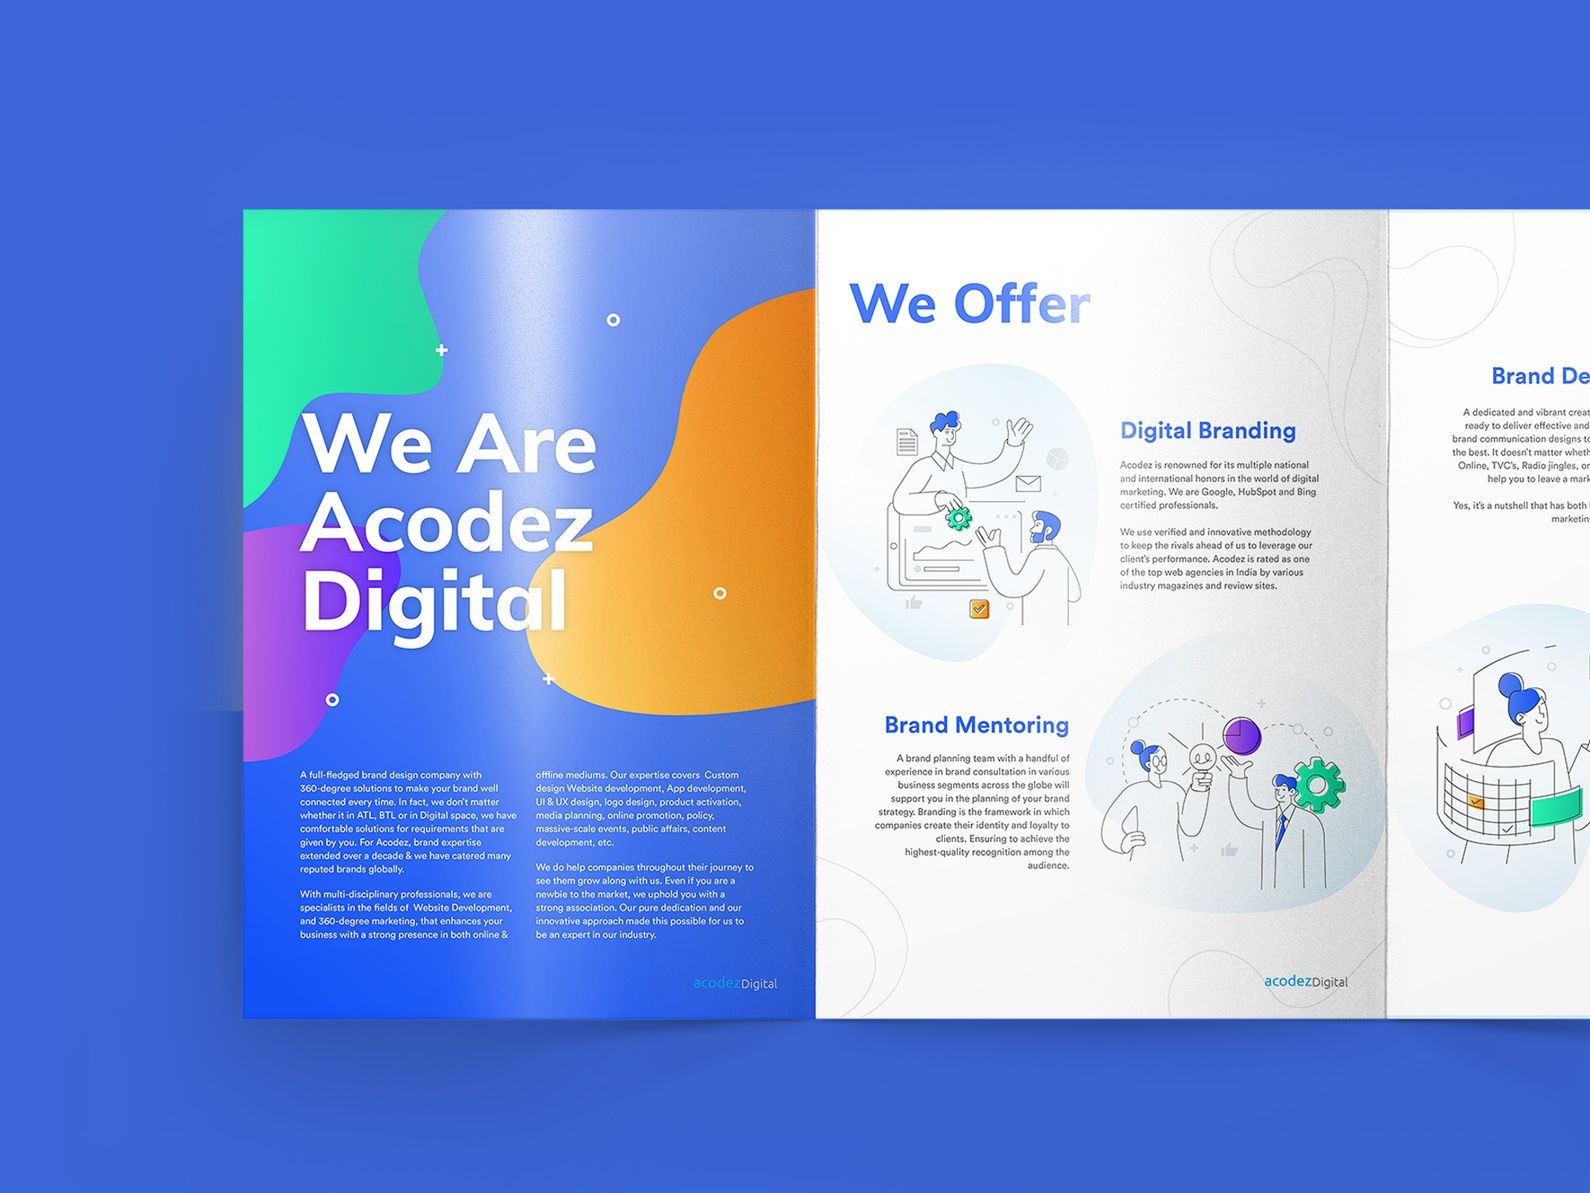 We Are
Acodez
Digital
A full-fledged brand design company with
360-degree solutions to make your brand well
connected every time. In fact, we don't matter
whether it in ATL, BTL or in Digital space, we have
comfortable solutions for requirements that are
given by you. For Acodez, brand expertise
extended over a decade & we have catered many
reputed brands globally.
With multi-disciplinary professionals, we are
specialists in the fields of Website Development,
and 360-degree marketing, that enhances your
business with a strong presence in both online &
offline mediums. Our expertise covers Custom
design Website development, App development,
UI & UX design, logo design, product activation,
media planning, online promotion, policy,
massive-scale events, public affairs, content
development, etc.
We do help companies throughout their journey to
see them grow along with us. Even if you are a
newbie to the market, we uphold you with a
strong association. Our pure dedication and our
innovative approach made this possible for us to
be an expert in our industry.
acodezDigital
We Offer
Digital Branding
Acodez is renowned for its multiple national
and international honors in the world of digital
marketing. We are Google, HubSpot and Bing
certified professionals.
We use verified and innovative methodology
to keep the rivals ahead of us to leverage our
client's performance. Acodez is rated as one
of the top web agencies in India by various
industry magazines and review sites.
Brand Mentoring
A brand planning team with a handful of
experience in brand consultation in various
business segments across the globe will
support you in the planning of your brand
strategy. Branding is the framework in which
companies create their identity and loyalty to
clients. Ensuring to achieve the
highest-quality recognition among the
audience.
acodezDigital
Brand De
A dedicated and vibrant creat
ready to deliver effective and
brand communication designs to
the best. It doesn't matter wheth
Online, TVC's, Radio jingles, or
help you to leave a mark
Yes, it's a nutshell that has both
marketin